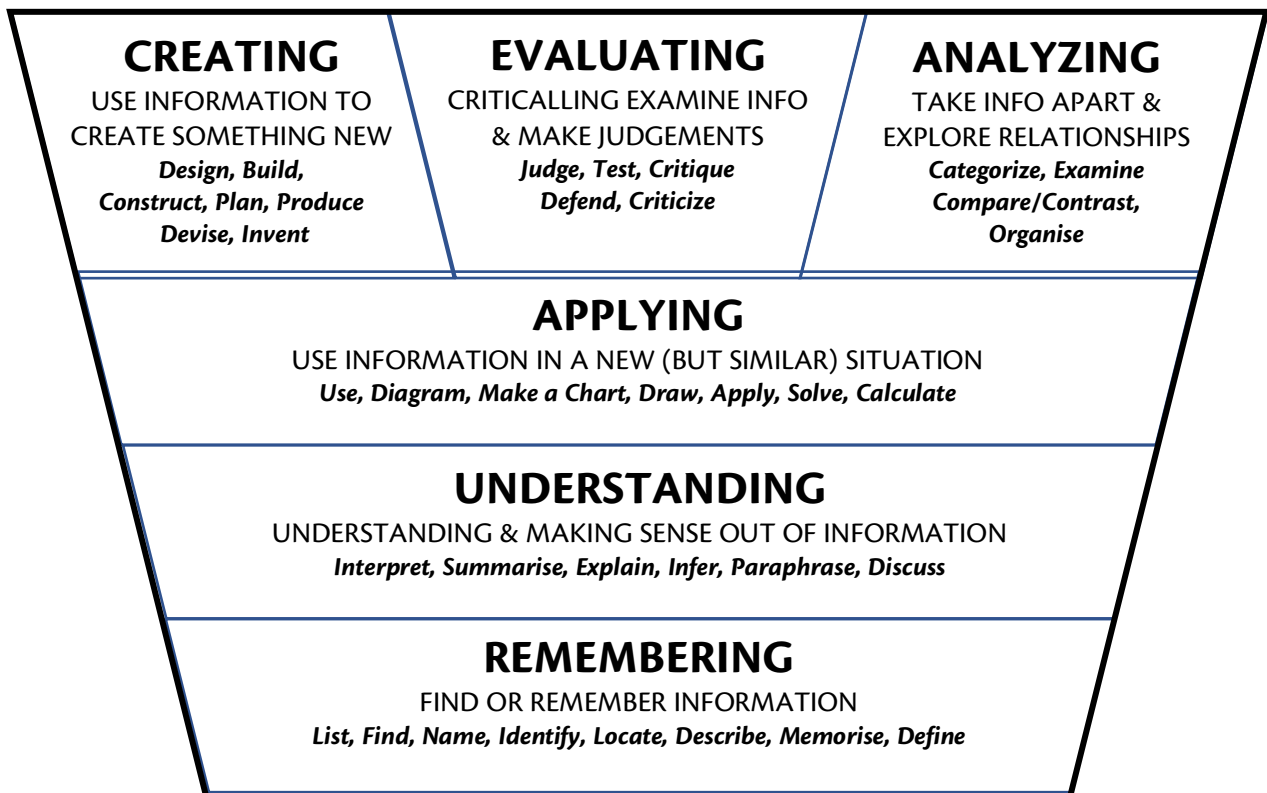 CREATING
USE INFORMATION TO
CREATE SOMETHING NEW
Design, Build,
Construct, Plan, Produce
Devise, Invent
EVALUATING
CRITICALLING EXAMINE INFO
& MAKE JUDGEMENTS
Judge, Test, Critique
Defend, Criticize
ANALYZING
TAKE INFO APART &
EXPLORE RELATIONSHIPS
Categorize, Examine
Compare/Contrast,
Organise
APPLYING
USE INFORMATION IN A NEW (BUT SIMILAR) SITUATION
Use, Diagram, Make a Chart, Draw, Apply, Solve, Calculate
UNDERSTANDING
UNDERSTANDING & MAKING SENSE OUT OF INFORMATION
Interpret, Summarise, Explain, Infer, Paraphrase, Discuss
REMEMBERING
FIND OR REMEMBER INFORMATION
List, Find, Name, Identify, Locate, Describe, Memorise, Define